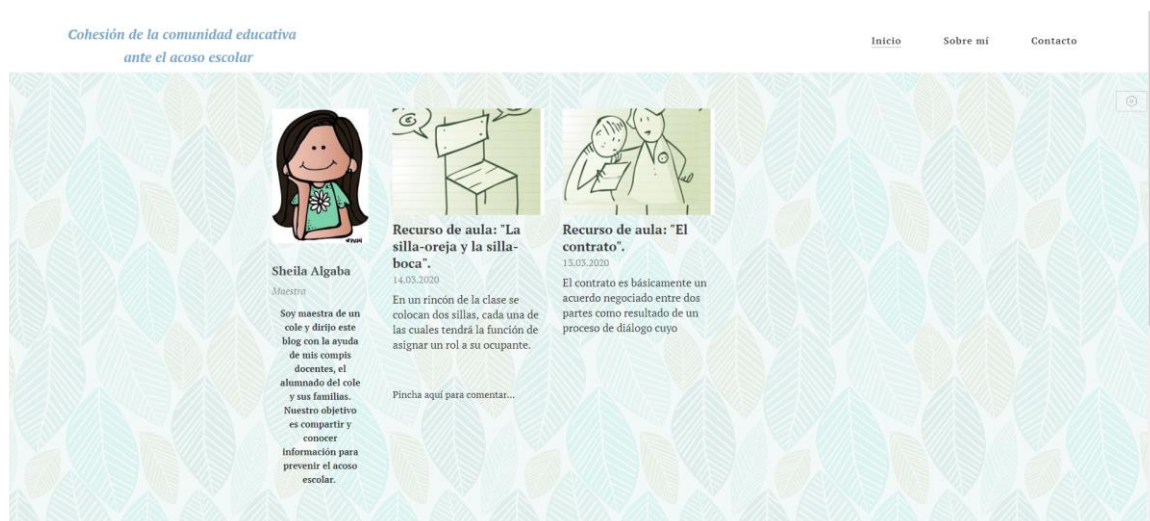 Cohesión de la comunidad educativa
ante el acoso escolar
Inicio
Sobre mí
Contacto
Sheila Algaba
Maestra
Soy maestra de un
cole y dirijo este
blog con la ayuda
de mis compis
docentes, el
alumnado del cole
y sus familias.
Nuestro objetivo
es compartir y
conocer
información para
prevenir el acoso
escolar.
Recurso de aula: "La
silla-oreja y la silla-
boca".
14.03.2020
En un rincón de la clase se
colocan dos sillas, cada una de
las cuales tendrá la función de
asignar un rol a su ocupante.
Pincha aquí para comentar...
Recurso de aula: "El
contrato".
13.03.2020
El contrato es básicamente un
acuerdo negociado entre dos
partes como resultado de un
proceso de diálogo cuyo